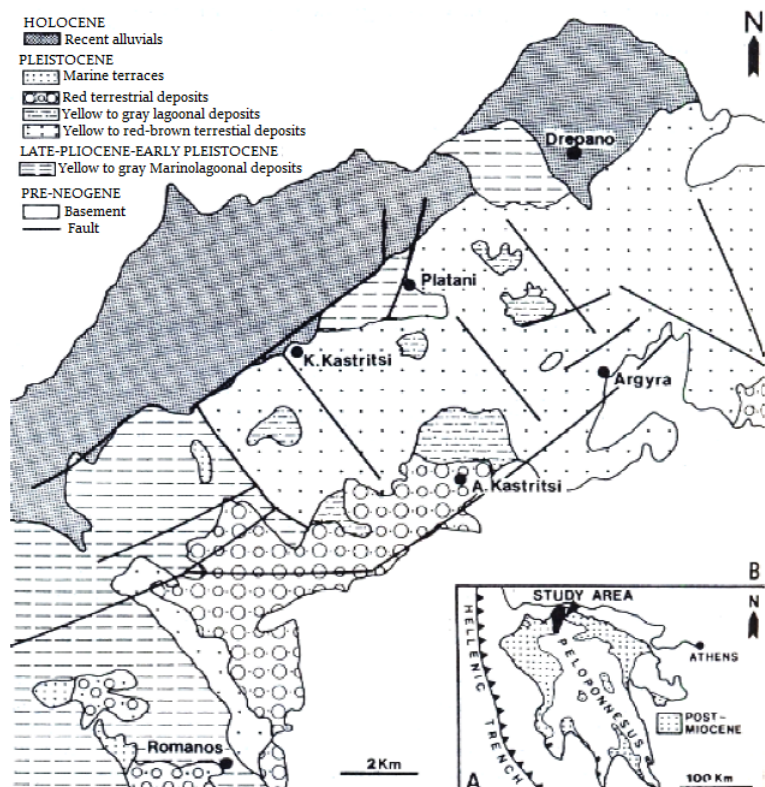 HOLOCENE
Recent alluvials
PLEISTOCENE
Marine terraces
Red terrestrial deposits
Yellow to gray lagoonal deposits
Yellow to red-brown terrestial deposits
LATE-PLIOCENE-EARLY PLEISTOCENE
Yellow to gray Marinolagoonal deposits
PRE-NEOGENE
Basement
Fault
N
Drepano
Platani
K.Kastritsi
Argyra
A.Kastritsi
Romanos
2Km
B
STUDY AREA
N
HELLENIC TRENCH
PELOPONNESUS
ATHENS
POST-
MIOCENE
A
100 Km